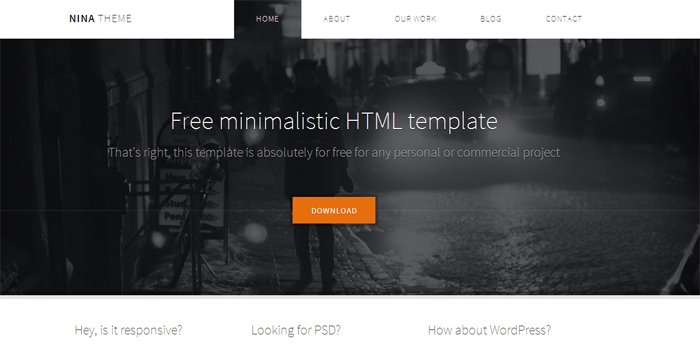 NINA THEME
HOME ABOUT OUR WORK BLOG CONTACT
Free minimalistic HTML template
That's right, this template is absolutely for free for any personal or commercial project
DOWNLOAD
Hey, is it responsive? Looking for PSD? How about WordPress?